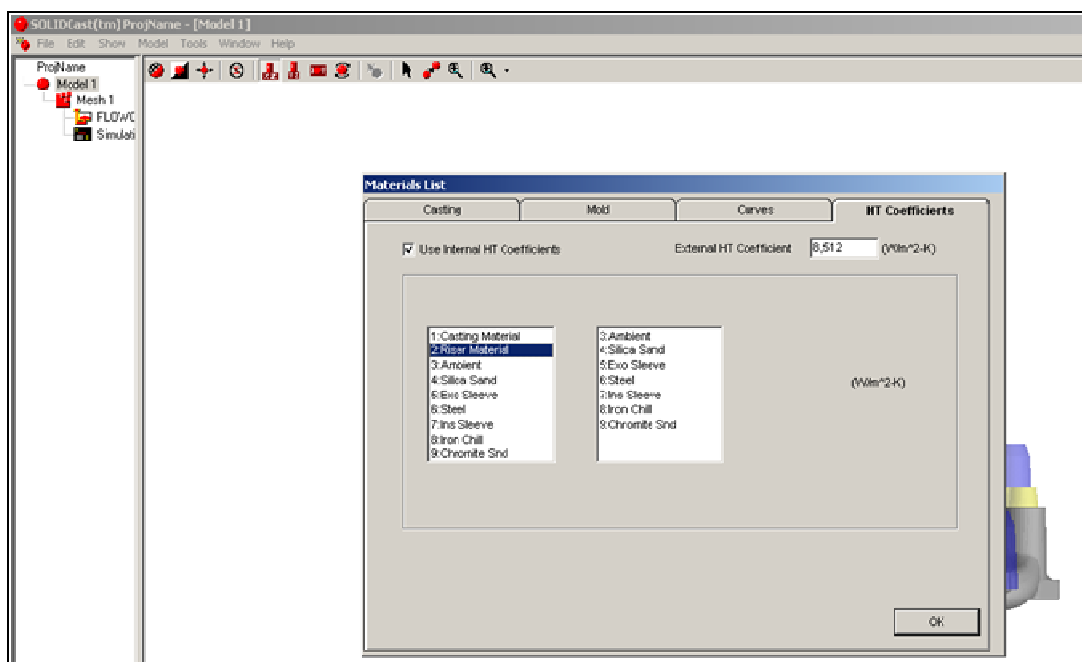 SOLIDCast(tm) ProjName - [Model 1]
File Edit Show Model Tools Window Help
ProjName
Model 1
Mesh 1
FLOWC
Simulati
Materials List
Casting
Mold
Curves
HT Coefficients
Use Internal HT Coefficients
External HT Coefficient
8,512
(W/m^2-K)
1:Casting Material
2:Riser Material
3:Ambient
4:Silica Sand
5:Exo Sleeve
6:Steel
7:Ins Sleeve
8:Iron Chill
9:Chromite Snd
3:Ambient
4:Silica Sand
5:Exo Sleeve
6:Steel
7:Ins Sleeve
8:Iron Chill
9:Chromite Snd
(W/m^2-K)
OK